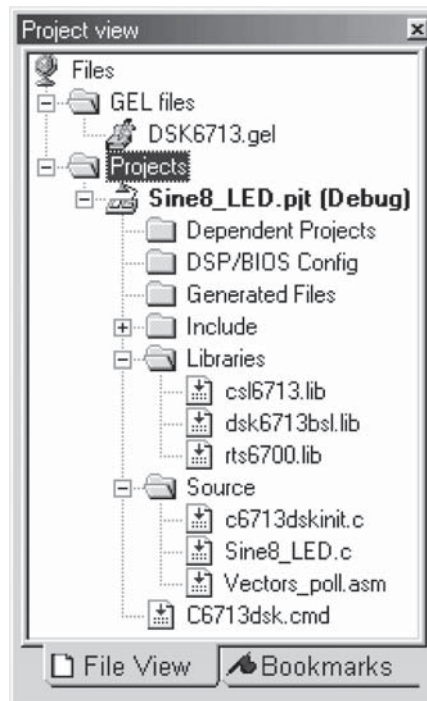 Project view
Files
GEL files
DSK6713.gel
Projects
Sine8_LED.pjt (Debug)
Dependent Projects
DSP/BIOS Config
Generated Files
Include
Libraries
csl6713.lib
dsk6713bsl.lib
rts6700.lib
Source
c6713dskinit.c
Sine8_LED.c
Vectors_poll.asm
C6713dsk.cmd
File View Bookmarks